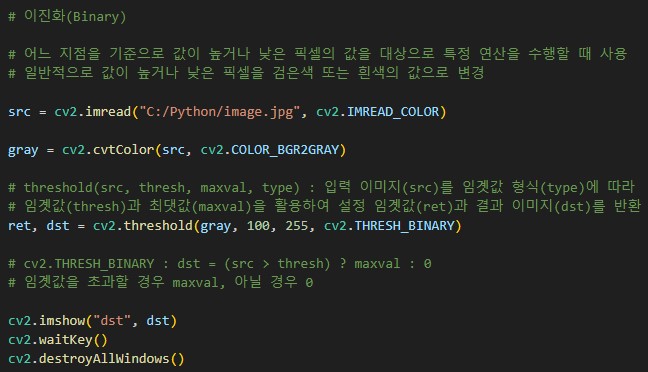 # 이진화(Binary)
# 어느 지점을 기준으로 값이 높거나 낮은 픽셀의 값을 대상으로 특정 연산을 수행할 때 사용
# 일반적으로 값이 높거나 낮은 픽셀을 검은색 또는 흰색의 값으로 변경
src = cv2.imread("C:/Python/image.jpg", cv2.IMREAD_COLOR)
gray = cv2.cvtColor(src, cv2.COLOR_BGR2GRAY)
# threshold(src, thresh, maxval, type) : 입력 이미지(src)를 임곗값 형식(type)에 따라
# 임곗값(thresh)과 최댓값(maxval)을 활용하여 설정 임곗값(ret)과 결과 이미지(dst)를 반환
ret, dst = cv2.threshold(gray, 100, 255, cv2.THRESH_BINARY)
# cv2.THRESH_BINARY : dst = (src > thresh) ? maxval : 0
# 임곗값을 초과할 경우 maxval, 아닐 경우 0
cv2.imshow("dst", dst)
cv2.waitKey()
cv2.destroyAllWindows()